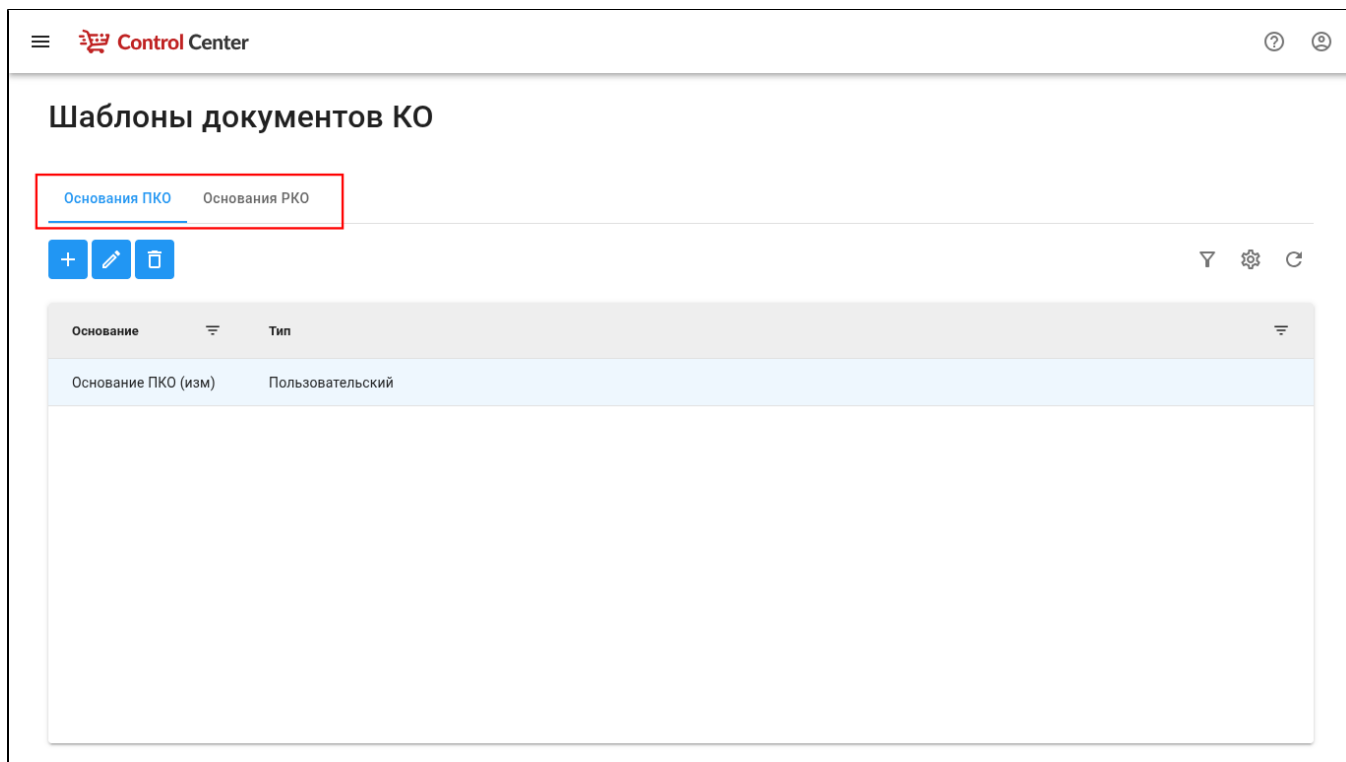 Control Center
Шаблоны документов КО
Основания ПКО Основания РКО
Основание Тип
Основание ПКО (изм) Пользовательский